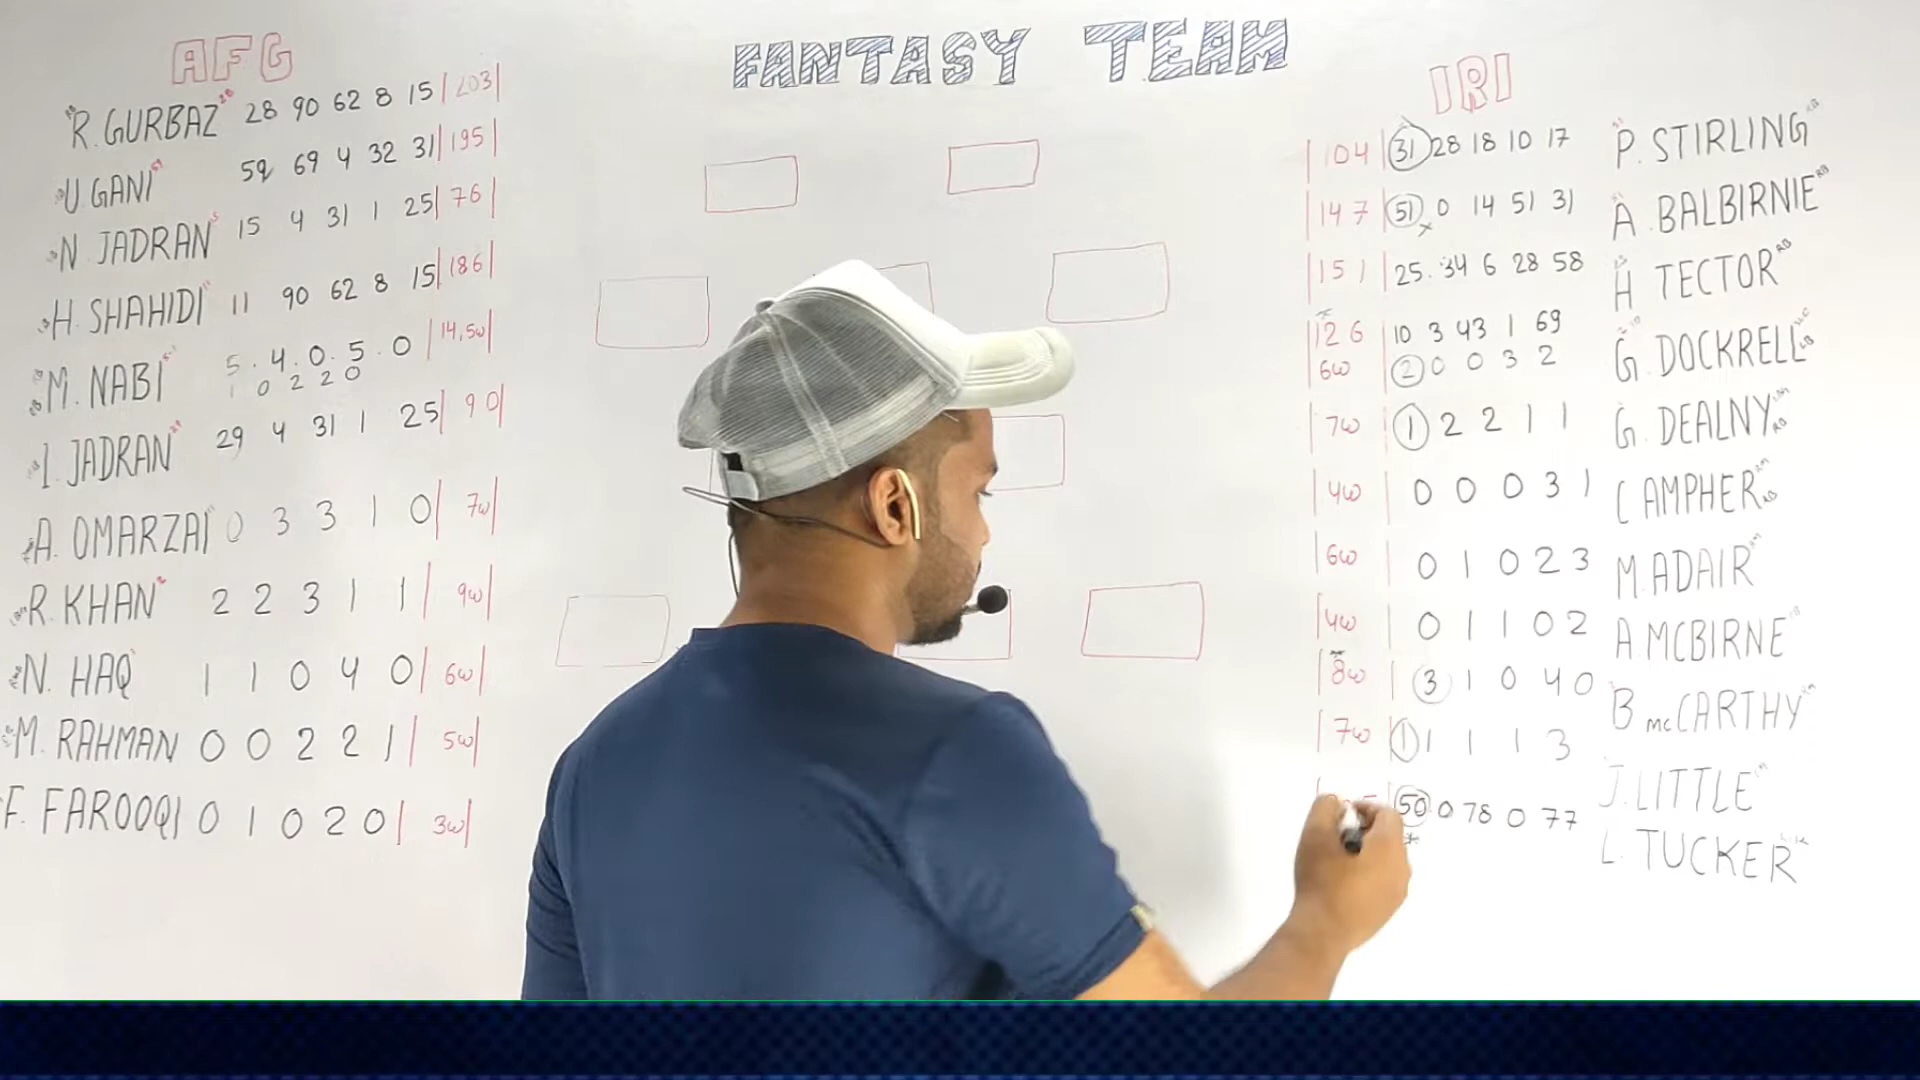 FANTASY TEAM
AFG
R. GURBAZ 28 90 62 8 15 | 203 |
U GANI 59 69 4 32 31 | 195 |
N JADRAN 15 4 31 1 25 | 76 |
H. SHAHIDI 11 90 62 8 15 | 186 |
M. NABI 5 . 4 . 0 . 5 . 0 | 14, 5W |
1 0 2 2 0
I. JADRAN 29 4 31 1 25 | 90 |
A. OMARZAI 0 3 3 1 0 | 7W |
R. KHAN 2 2 3 1 1 | 9W |
N. HAQ 1 1 0 4 0 | 6W |
M. RAHMAN 0 0 2 2 1 | 5W |
F. FAROOQI 0 1 0 2 0 | 3W |
IRI
| 104 | 31 28 18 10 17 P. STIRLING
| 147 | 51 0 14 51 31 A. BALBIRNIE
| 151 | 25. 34 6 28 58 H TECTOR
| 126 | 10 3 43 1 69 G. DOCKRELL
6W 2 0 0 3 2
| 7W | 1 2 2 1 1 G. DEALNY
| 4W | 0 0 0 3 1 C AMPHER
| 6W | 0 1 0 2 3 M. ADAIR
| 4W | 0 1 1 0 2 A MCBIRNE
| 8W | 3 1 0 4 0 B mcCARTHY
| 7W | 1 1 1 1 3 J. LITTLE
50 0 78 0 77 L. TUCKER